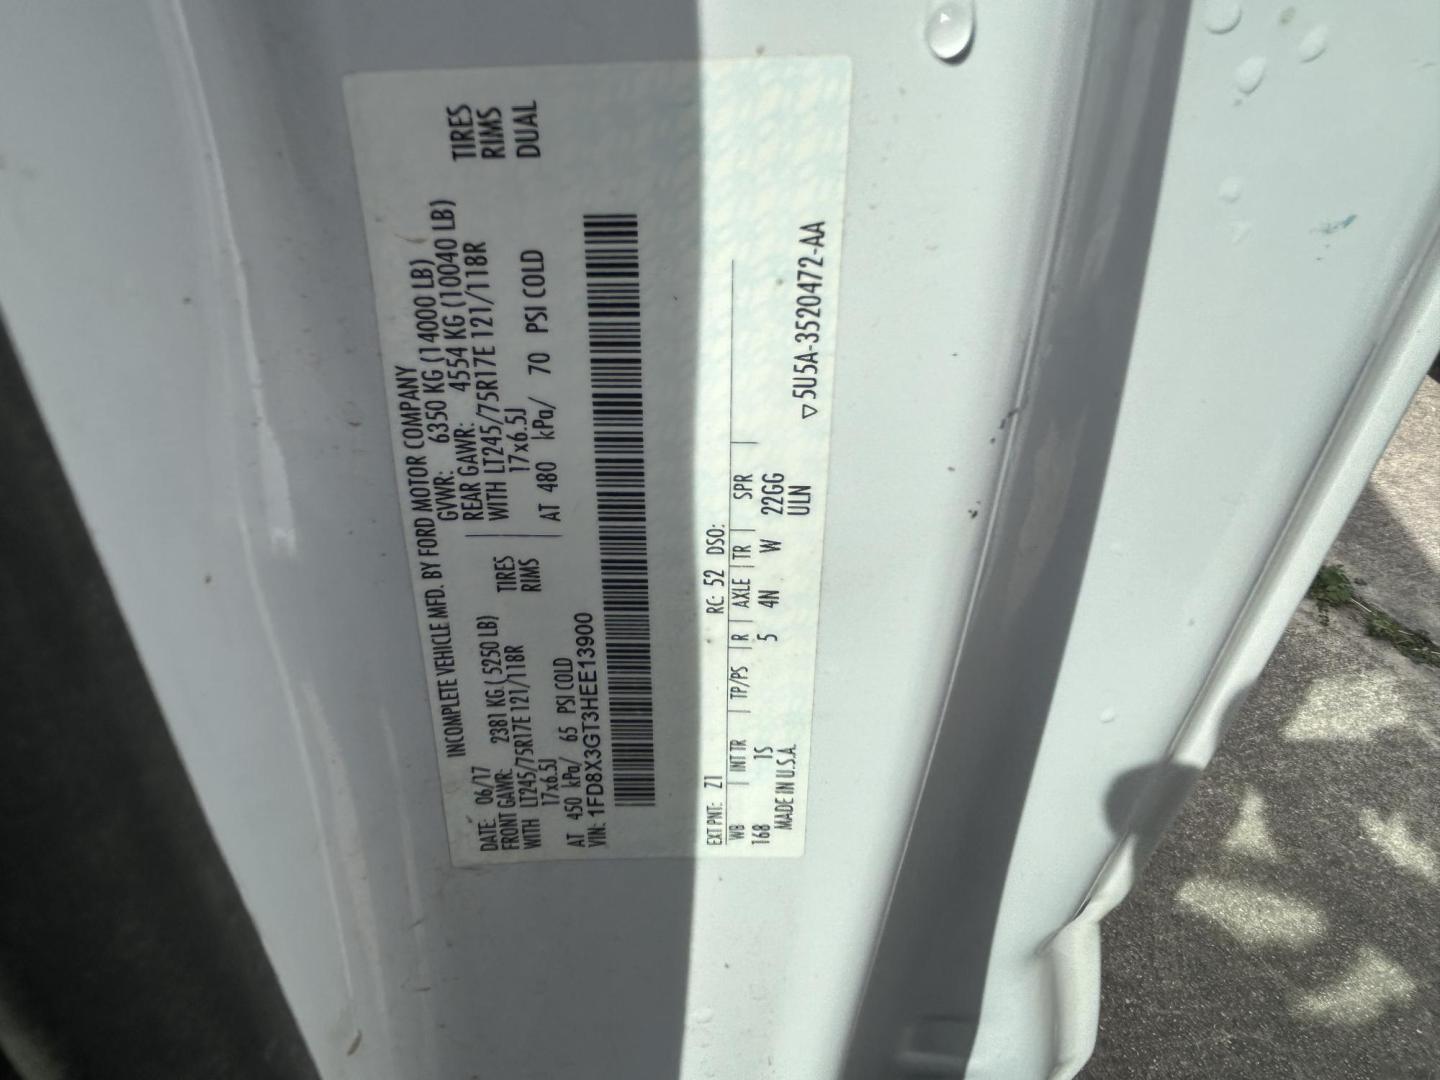 INCOMPLETE VEHICLE MFD. BY FORD MOTOR COMPANY
DATE: 06/17 GVWR: 6350 KG (14000 LB)
FRONT GAWR: 2381 KG (5250 LB) REAR GAWR: 4554 KG (10040 LB)
WITH LT245/75R17E 121/118R TIRES WITH LT245/75R17E 121/118R TIRES
17x6.5J RIMS 17x6.5J RIMS
AT 450 kPa/ 65 PSI COLD AT 480 kPa/ 70 PSI COLD DUAL
VIN: 1FD8X3GT3HEE13900
EXT PNT: Z1 RC: 52 DSO:
WB | INT TR | TP/PS | R | AXLE | TR | SPR |
168 1S 5 4N W 22GG
MADE IN U.S.A. ULN
▽5U5A-3520472-AA